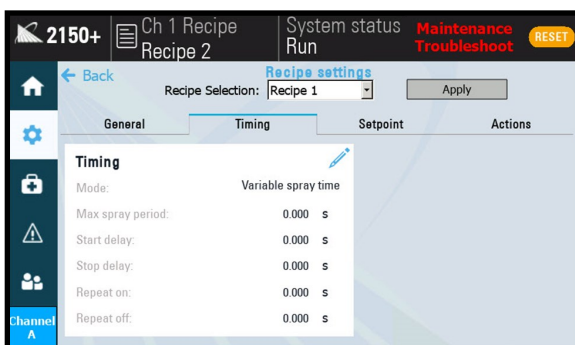 2150+
Ch 1 Recipe
Recipe 2
System status
Run
Maintenance
Troubleshoot
RESET
← Back
Recipe settings
Recipe Selection: Recipe 1
Apply
General Timing Setpoint Actions
Timing
Mode: Variable spray time
Max spray period: 0.000 s
Start delay: 0.000 s
Stop delay: 0.000 s
Repeat on: 0.000 s
Repeat off: 0.000 s
Channel
A